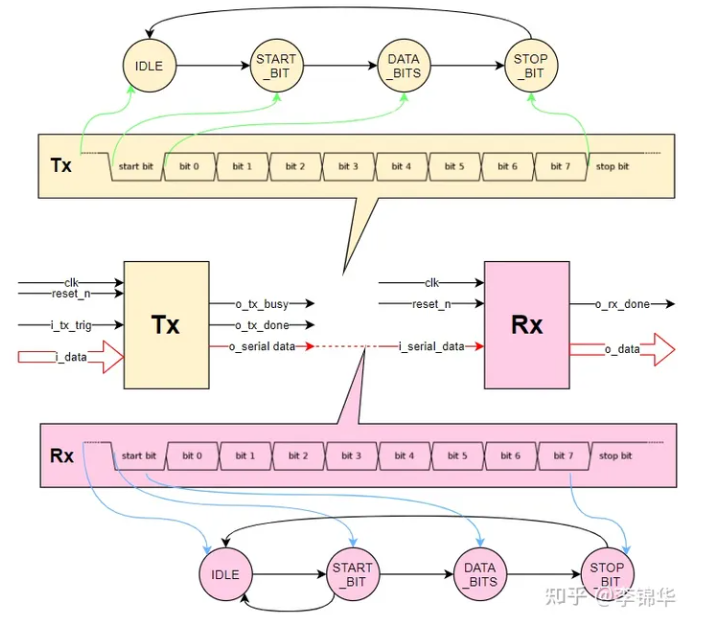 IDLE
START
_BIT
DATA
_BITS
STOP
_BIT
Tx
start bit
bit 0
bit 1
bit 2
bit 3
bit 4
bit 5
bit 6
bit 7
stop bit
clk
reset_n
i_tx_trig
i_data
Tx
o_tx_busy
o_tx_done
o_serial data
clk
reset_n
i_serial_data
Rx
o_rx_done
o_data
Rx
start bit
bit 0
bit 1
bit 2
bit 3
bit 4
bit 5
bit 6
bit 7
stop bit
IDLE
START
_BIT
DATA
_BITS
STOP
_BIT
知乎 @李锦华